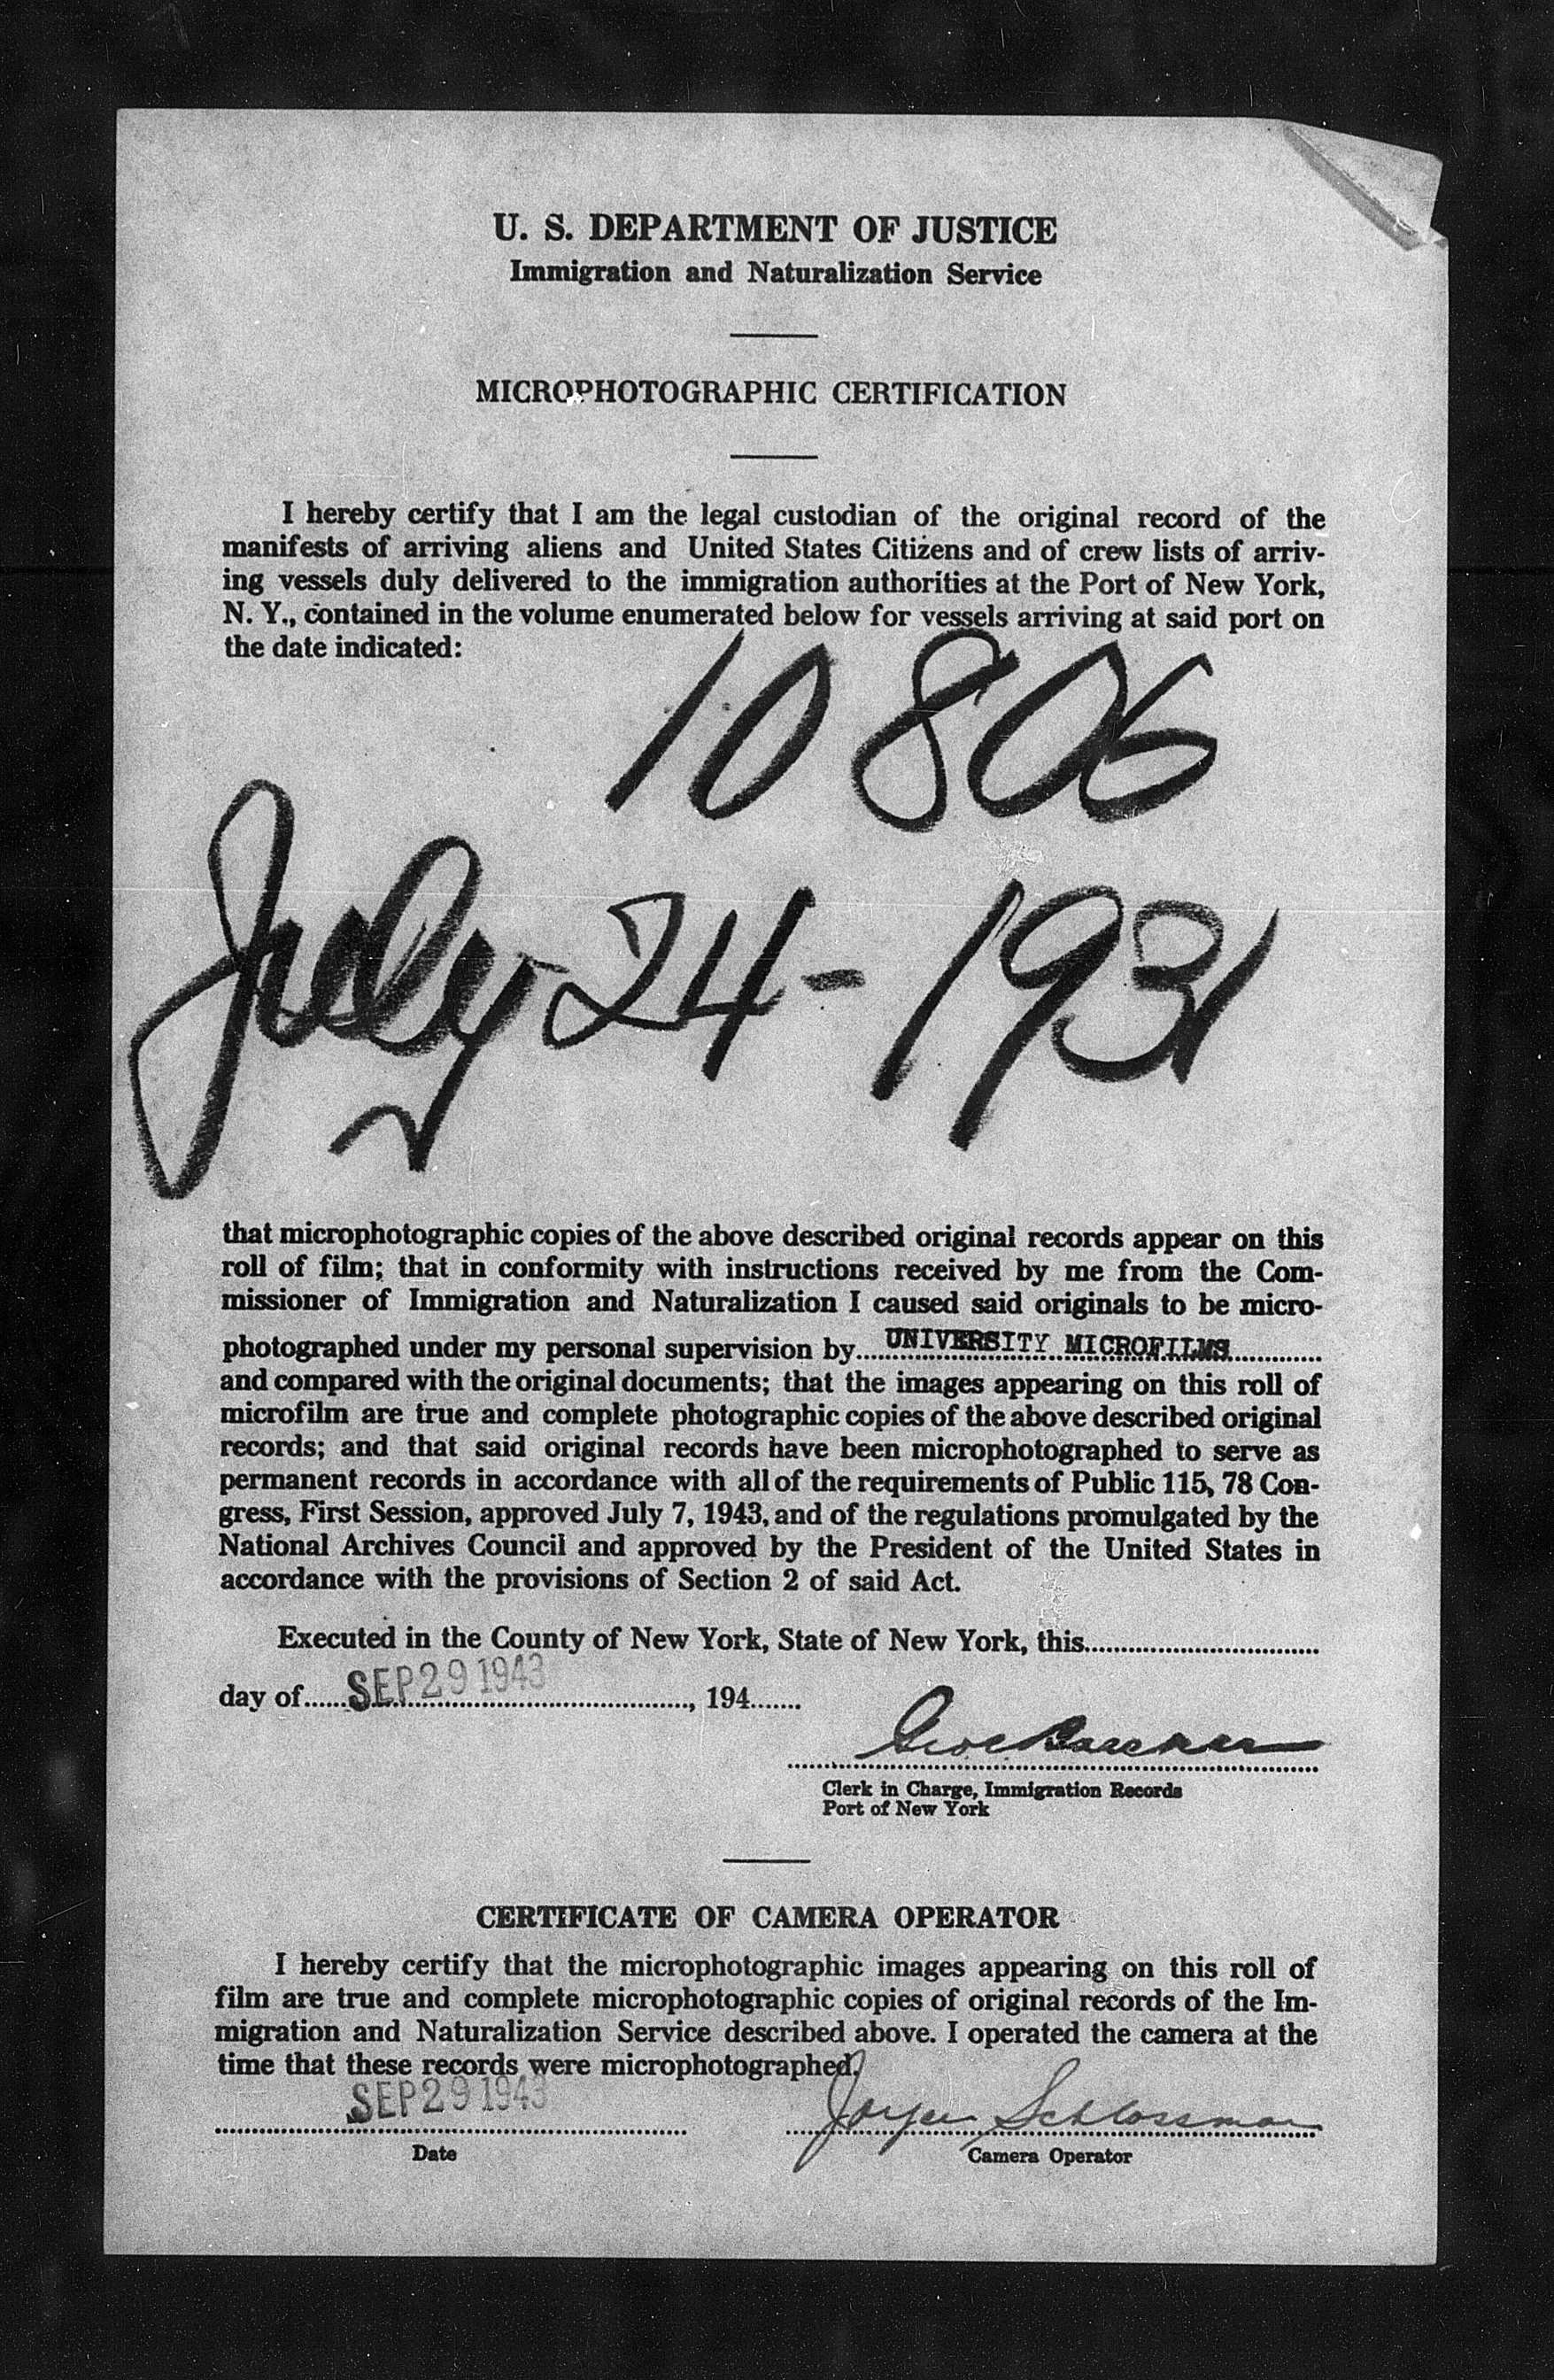 U. S. DEPARTMENT OF JUSTICE
Immigration and Naturalization Service
MICROPHOTOGRAPHIC CERTIFICATION
I hereby certify that I am the legal custodian of the original record of the
manifests of arriving aliens and United States Citizens and of crew lists of arriv-
ing vessels duly delivered to the immigration authorities at the Port of New York,
N. Y., contained in the volume enumerated below for vessels arriving at said port on
the date indicated:
10806
July 24 - 1931
that microphotographic copies of the above described original records appear on this
roll of film; that in conformity with instructions received by me from the Com-
missioner of Immigration and Naturalization I caused said originals to be micro-
photographed under my personal supervision by UNIVERSITY MICROFILMS
and compared with the original documents; that the images appearing on this roll of
microfilm are true and complete photographic copies of the above described original
records; and that said original records have been microphotographed to serve as
permanent records in accordance with all of the requirements of Public 115, 78 Con-
gress, First Session, approved July 7, 1943, and of the regulations promulgated by the
National Archives Council and approved by the President of the United States in
accordance with the provisions of Section 2 of said Act.
Executed in the County of New York, State of New York, this
day of SEP 29 1943, 194
Clerk in Charge, Immigration Records
Port of New York
CERTIFICATE OF CAMERA OPERATOR
I hereby certify that the microphotographic images appearing on this roll of
film are true and complete microphotographic copies of original records of the Im-
migration and Naturalization Service described above. I operated the camera at the
time that these records were microphotographed.
SEP 29 1943 Schlossman
Date Camera Operator